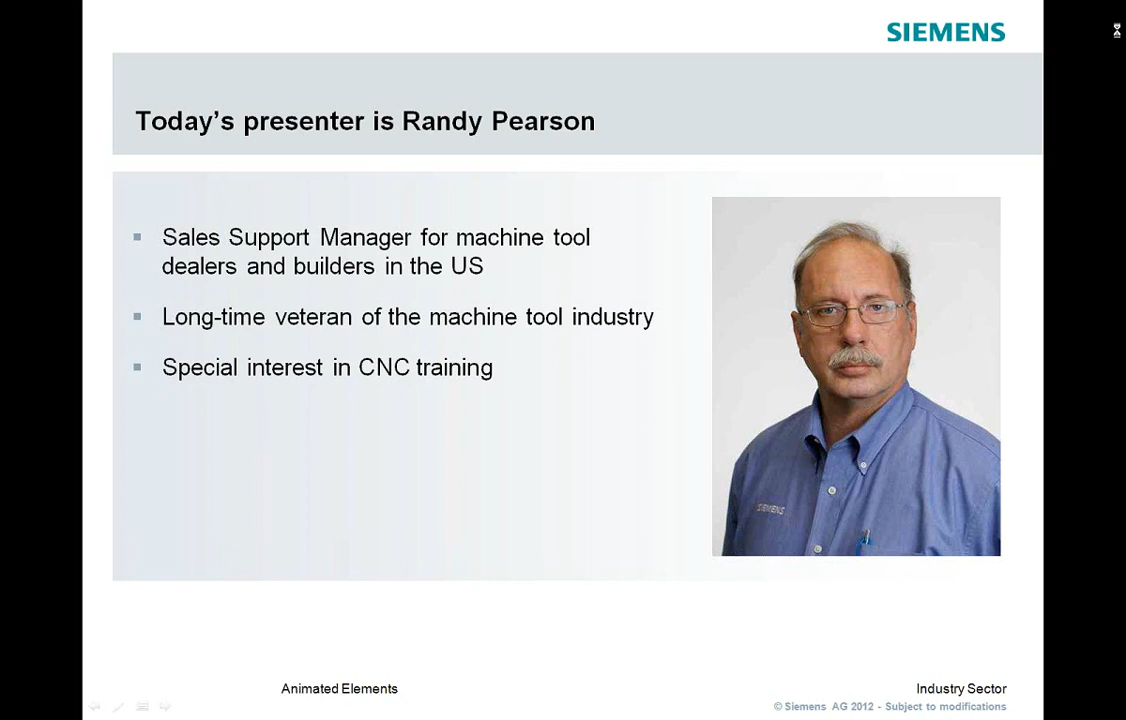 SIEMENS
Today's presenter is Randy Pearson
Sales Support Manager for machine tool
dealers and builders in the US
Long-time veteran of the machine tool industry
Special interest in CNC training
SIEMENS
Animated Elements
Industry Sector
© Siemens AG 2012 - Subject to modifications